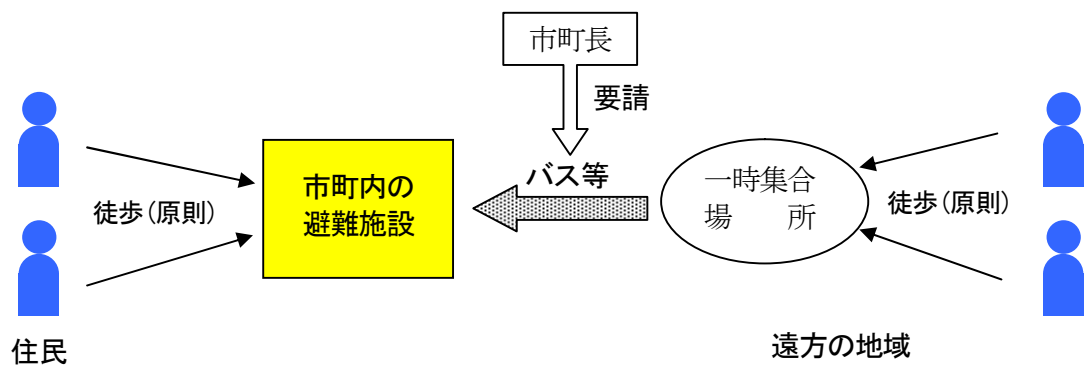 市町長
要請
バス等
市町内の
避難施設
一時集合
場　　所
徒歩（原則）
徒歩（原則）
住民
遠方の地域